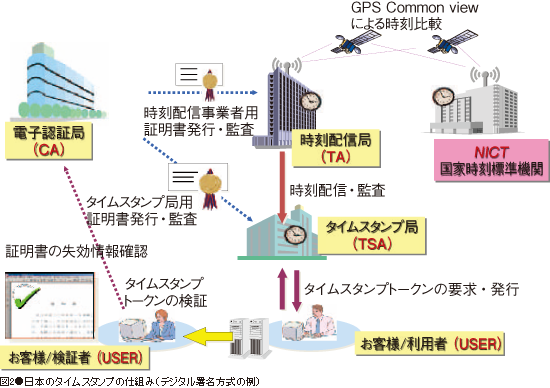 GPS Common view
による時刻比較
時刻配信事業者用
証明書発行・監査
電子認証局
(CA)
時刻配信局
(TA)
NICT
国家時刻標準機関
タイムスタンプ局用
証明書発行・監査
時刻配信・監査
タイムスタンプ局
(TSA)
証明書の失効情報確認
タイムスタンプ
トークンの検証
タイムスタンプトークンの要求・発行
お客様/検証者 (USER)
お客様/利用者 (USER)
図2●日本のタイムスタンプの仕組み(デジタル署名方式の例)